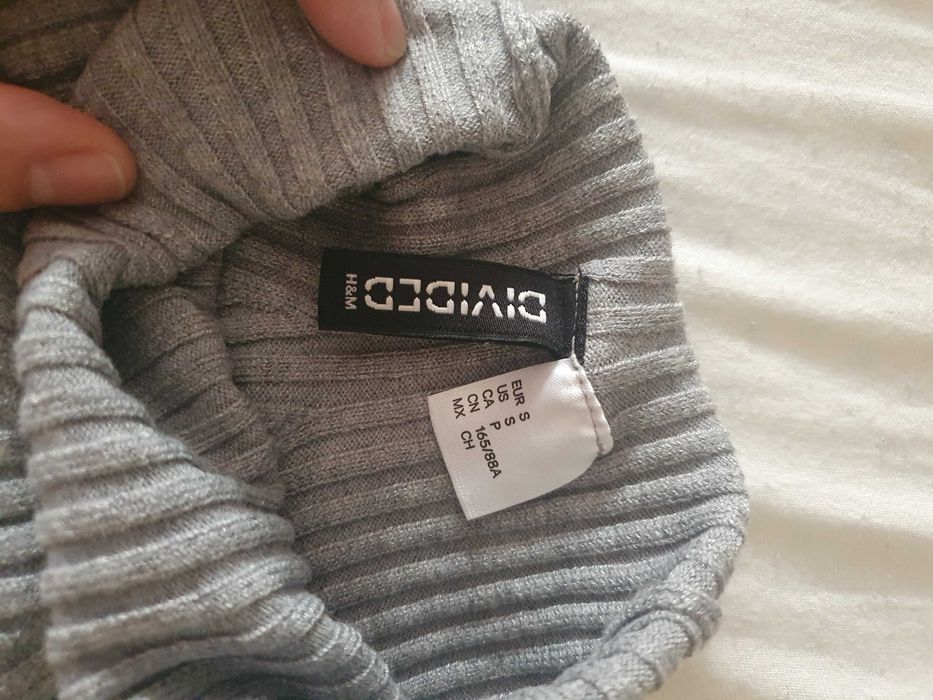 DIVIDED
H&M
EUR S
US S
CA P
CN 165/88A
MX CH